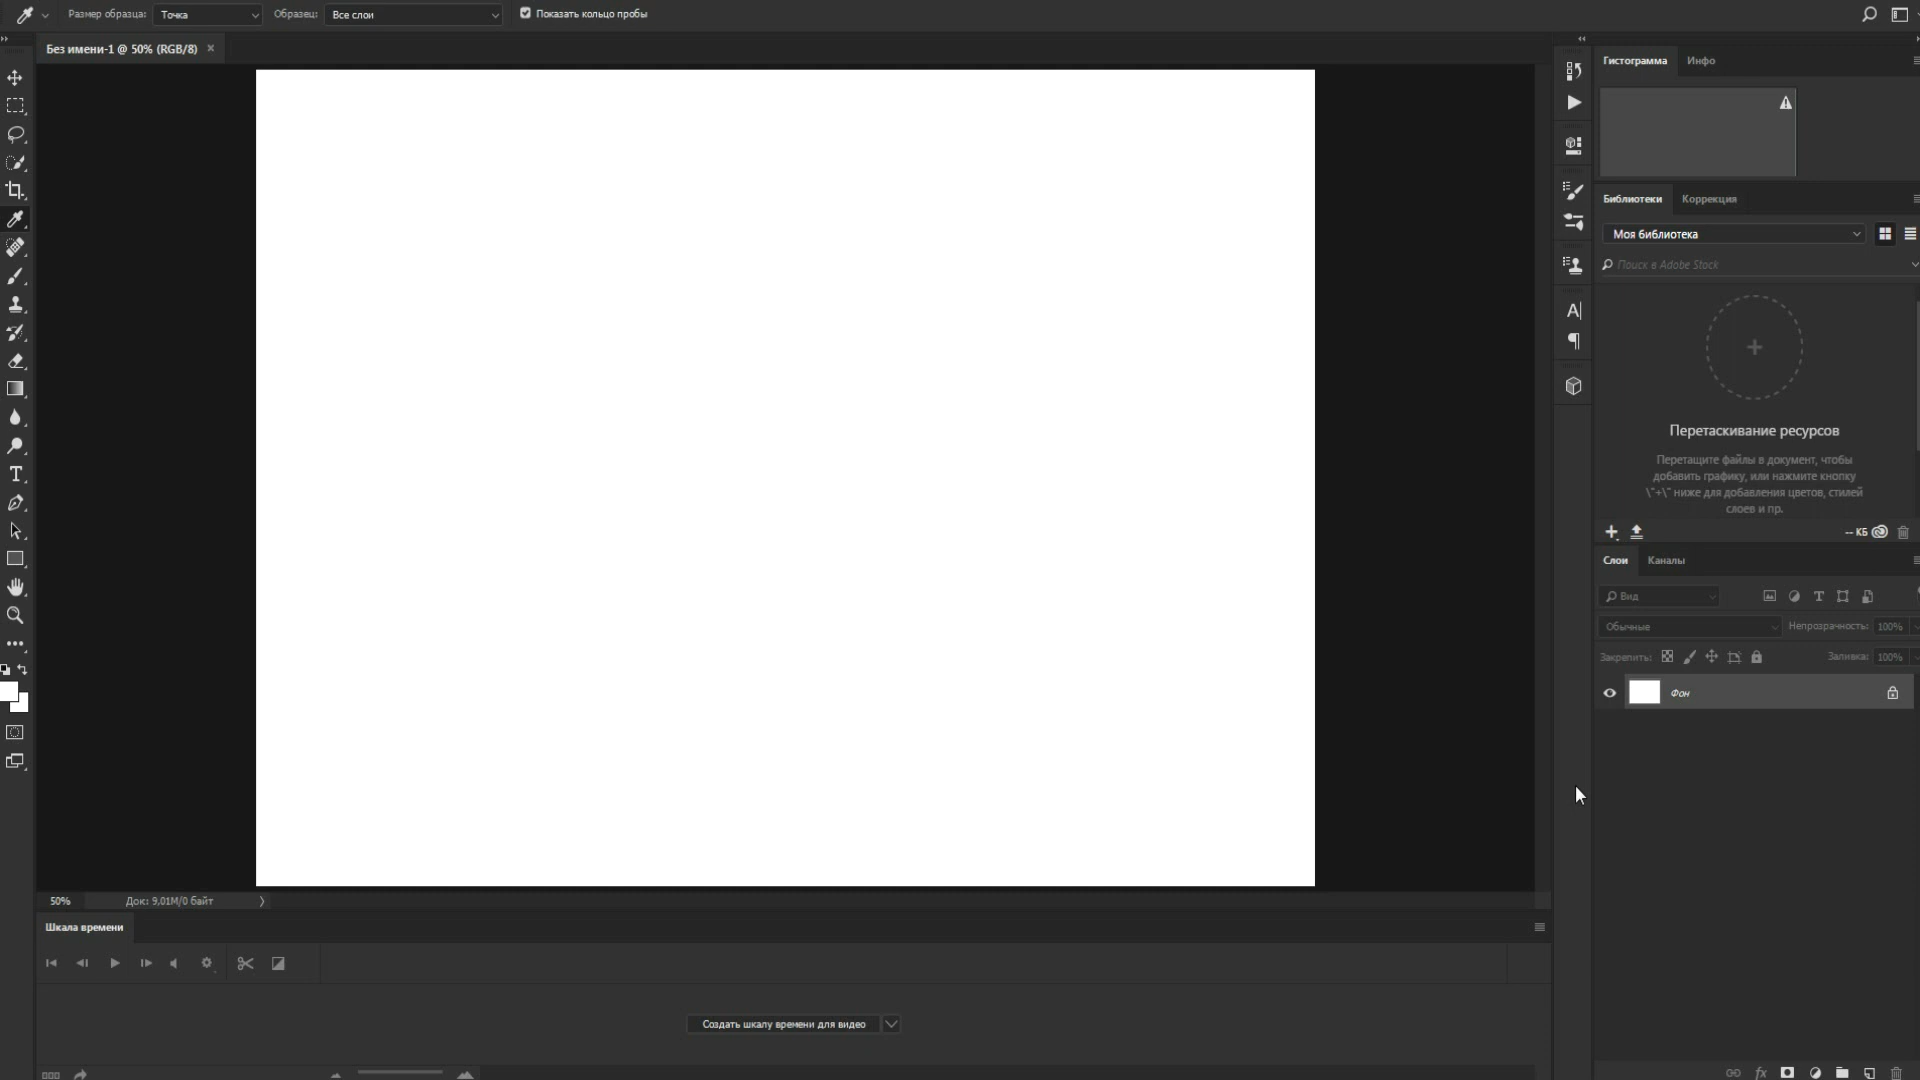 Размер образца: Точка Образец: Все слои Показать кольцо пробы
Без имени-1 @ 50% (RGB/8) ×
Гистограмма Инфо
Библиотеки Коррекция
Моя библиотека
Поиск в Adobe Stock
Перетаскивание ресурсов
Перетащите файлы в документ, чтобы
добавить графику, или нажмите кнопку
\"+\" ниже для добавления цветов, стилей
слоев и пр.
-- КБ
Слои Каналы
Вид
Обычные Непрозрачность: 100%
Закрепить: Заливка: 100%
Фон
50% Док: 9,01M/0 байт
Шкала времени
Создать шкалу времени для видео
fx